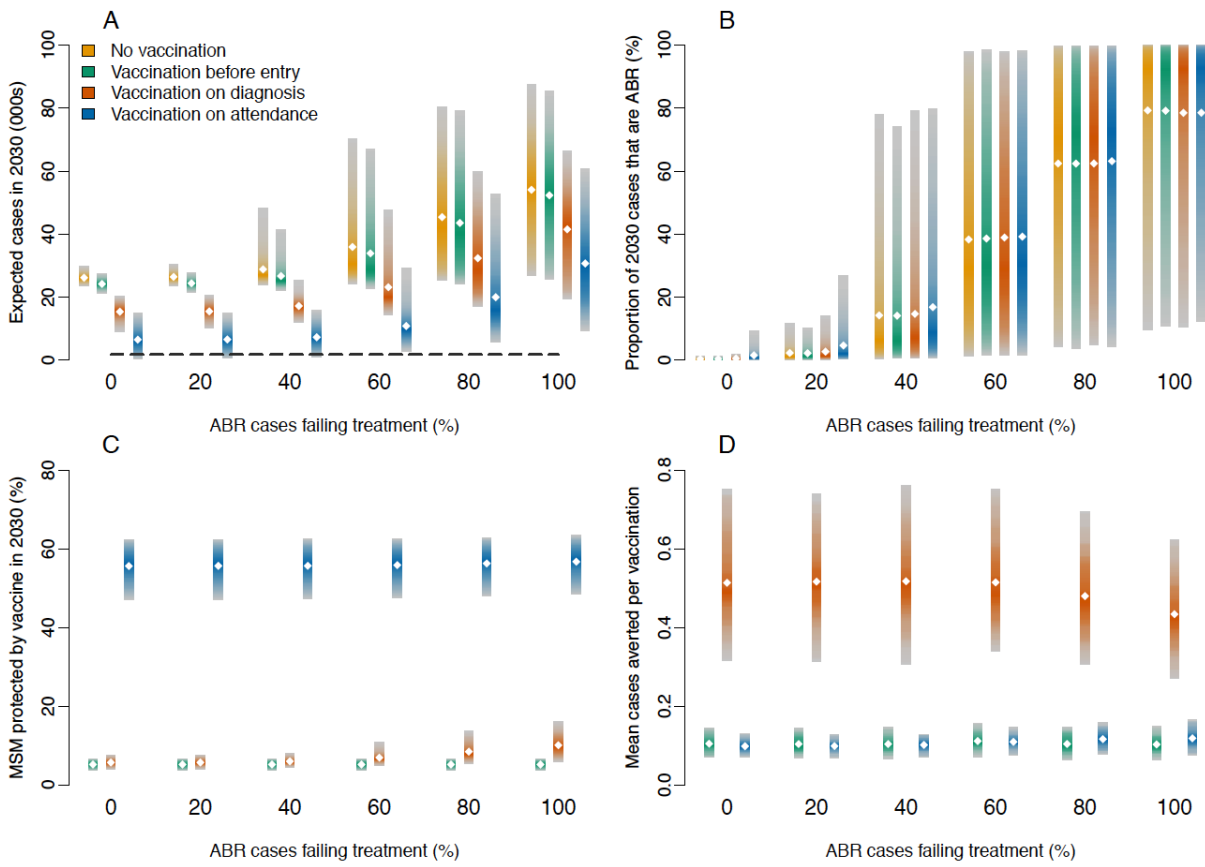 A
Expected cases in 2030 (000s)
100
80
60
40
20
0
No vaccination
Vaccination before entry
Vaccination on diagnosis
Vaccination on attendance
0 20 40 60 80 100
ABR cases failing treatment (%)
B
Proportion of 2030 cases that are ABR (%)
100
80
60
40
20
0
0 20 40 60 80 100
ABR cases failing treatment (%)
C
MSM protected by vaccine in 2030 (%)
80
60
40
20
0
0 20 40 60 80 100
ABR cases failing treatment (%)
D
Mean cases averted per vaccination
0.8
0.6
0.4
0.2
0.0
0 20 40 60 80 100
ABR cases failing treatment (%)